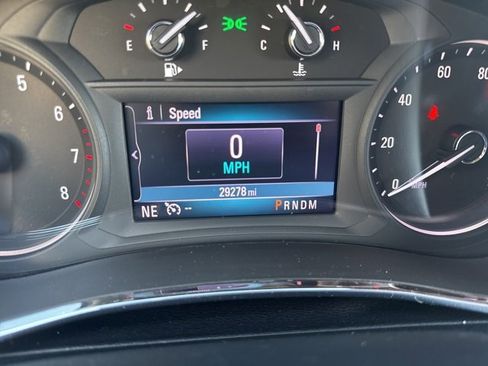 E F C H
5
6
7
8
i Speed
0
MPH
29278 mi
NE -- PRNDM
80
60
40
20
0
MPH